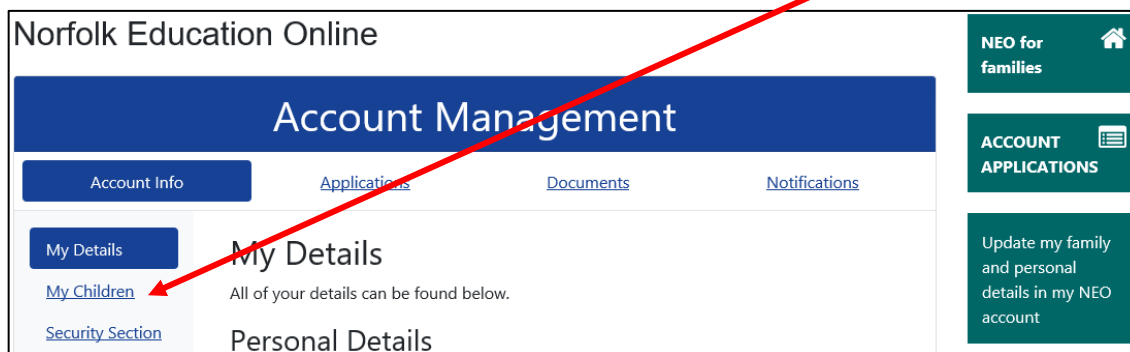 Norfolk Education Online
Account Management
Account Info
Applications
Documents
Notifications
My Details
My Children
Security Section
My Details
All of your details can be found below.
Personal Details
NEO for
families
ACCOUNT
APPLICATIONS
Update my family
and personal
details in my NEO
account